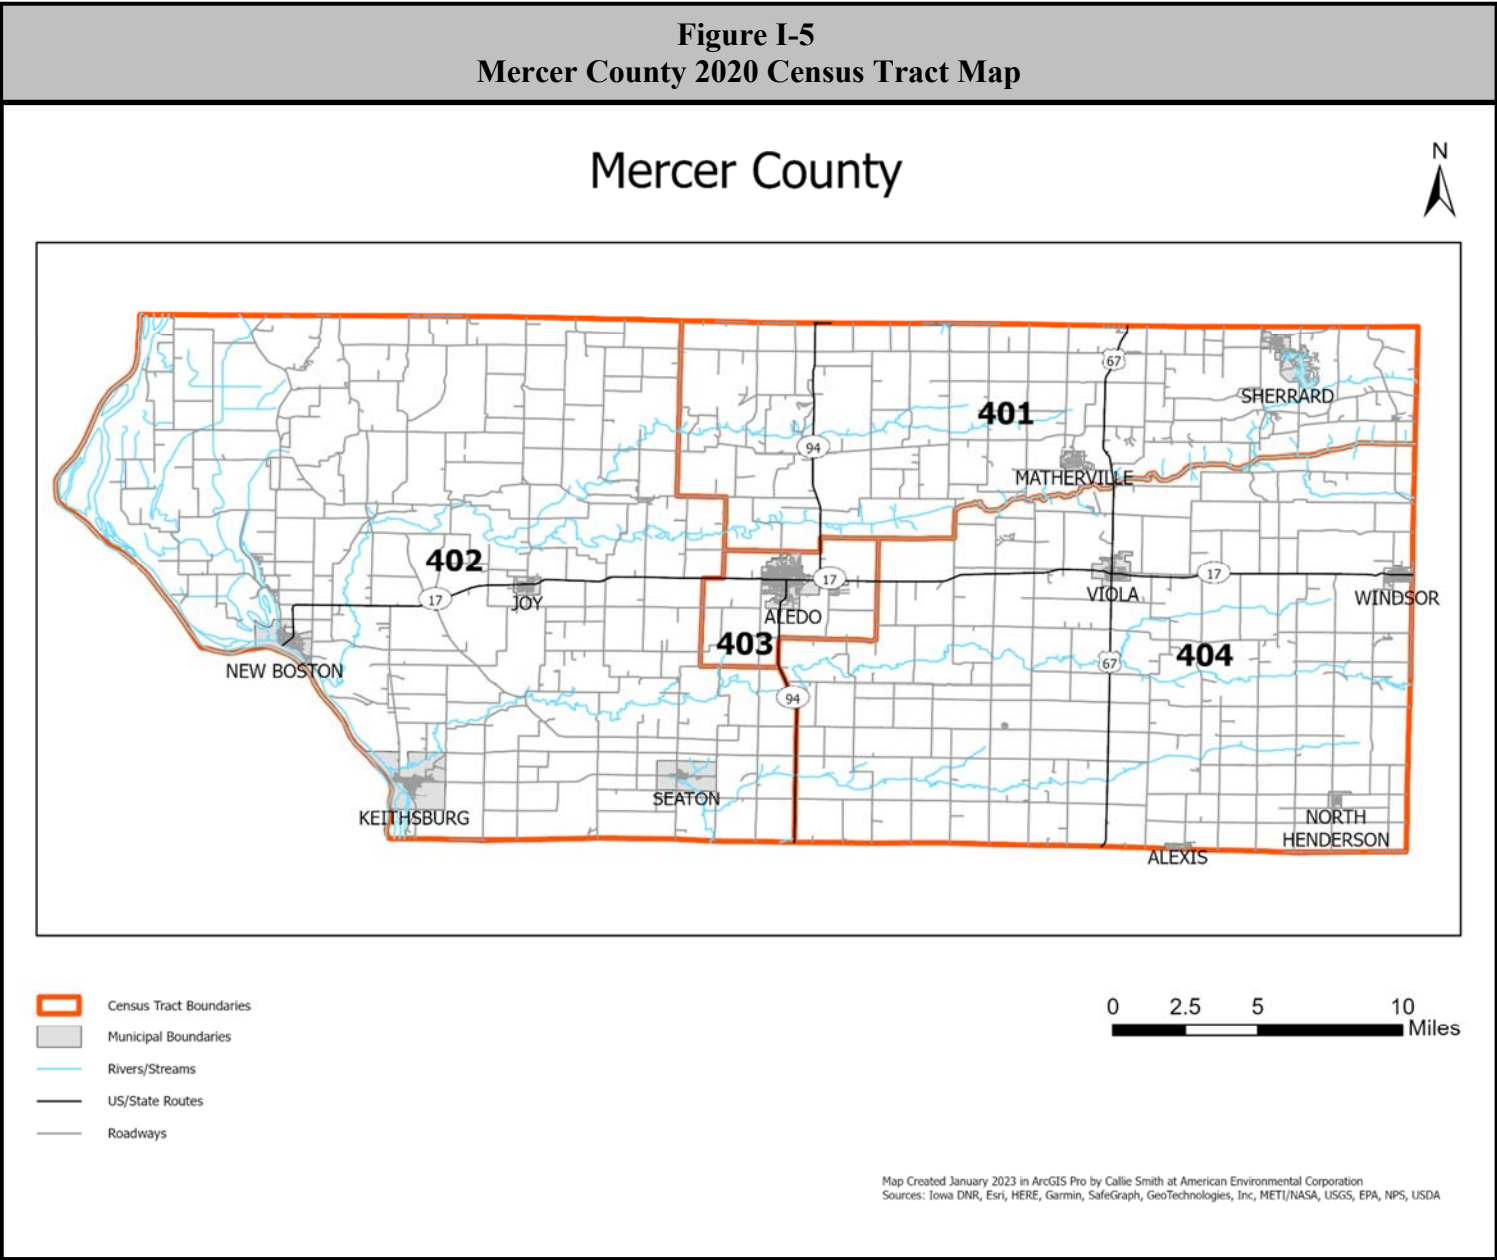 Figure I-5
Mercer County 2020 Census Tract Map
Mercer County
N
67
SHERRARD
401
94
MATHERVILLE
402
17
JOY
17
ALEDO
403
VIOLA
17
WINDSOR
404
67
NEW BOSTON
94
KEITHSBURG
SEATON
NORTH
HENDERSON
ALEXIS
Census Tract Boundaries
Municipal Boundaries
Rivers/Streams
US/State Routes
Roadways
0 2.5 5 10
Miles
Map Created January 2023 in ArcGIS Pro by Callie Smith at American Environmental Corporation
Sources: Iowa DNR, Esri, HERE, Garmin, SafeGraph, GeoTechnologies, Inc, METI/NASA, USGS, EPA, NPS, USDA